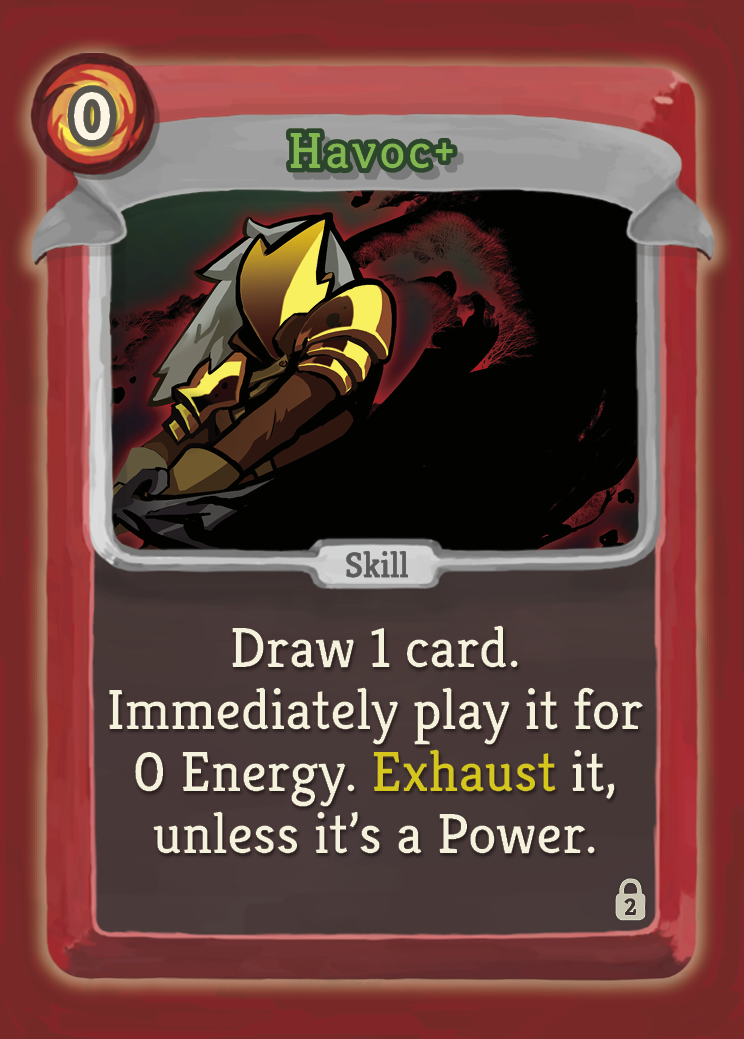 0
Havoc+
Skill
Draw 1 card.
Immediately play it for
0 Energy. Exhaust it,
unless it's a Power.
2